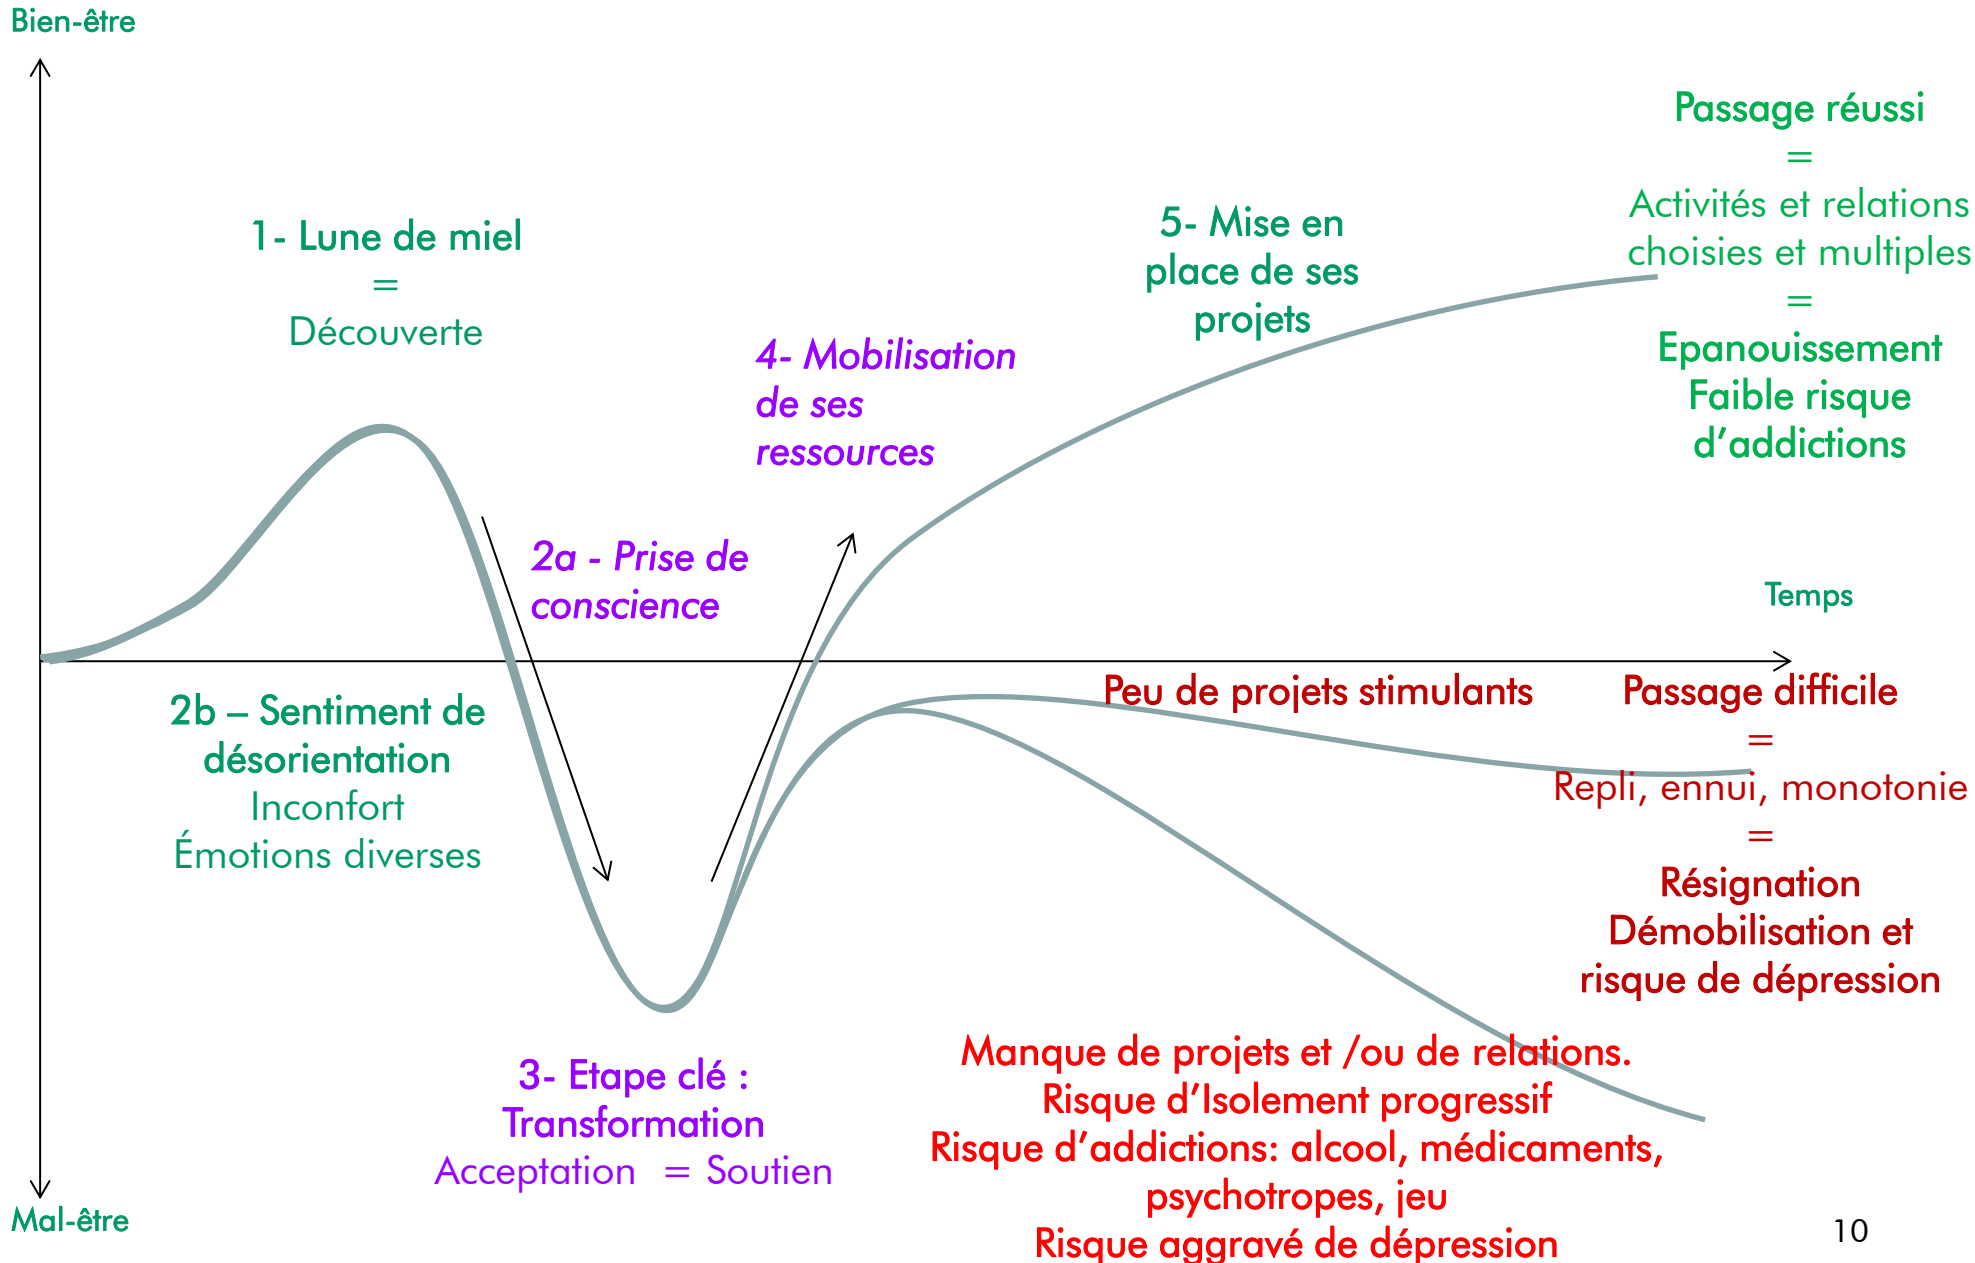 Bien-être
1- Lune de miel
=
Découverte
2a - Prise de
conscience
2b – Sentiment de
désorientation
Inconfort
Émotions diverses
3- Etape clé :
Transformation
Acceptation = Soutien
4- Mobilisation
de ses
ressources
5- Mise en
place de ses
projets
Passage réussi
=
Activités et relations
choisies et multiples
=
Epanouissement
Faible risque
d’addictions
Temps
Peu de projets stimulants
Passage difficile
=
Repli, ennui, monotonie
=
Résignation
Démobilisation et
risque de dépression
Manque de projets et /ou de relations.
Risque d’Isolement progressif
Risque d’addictions: alcool, médicaments,
psychotropes, jeu
Risque aggravé de dépression
Mal-être
10